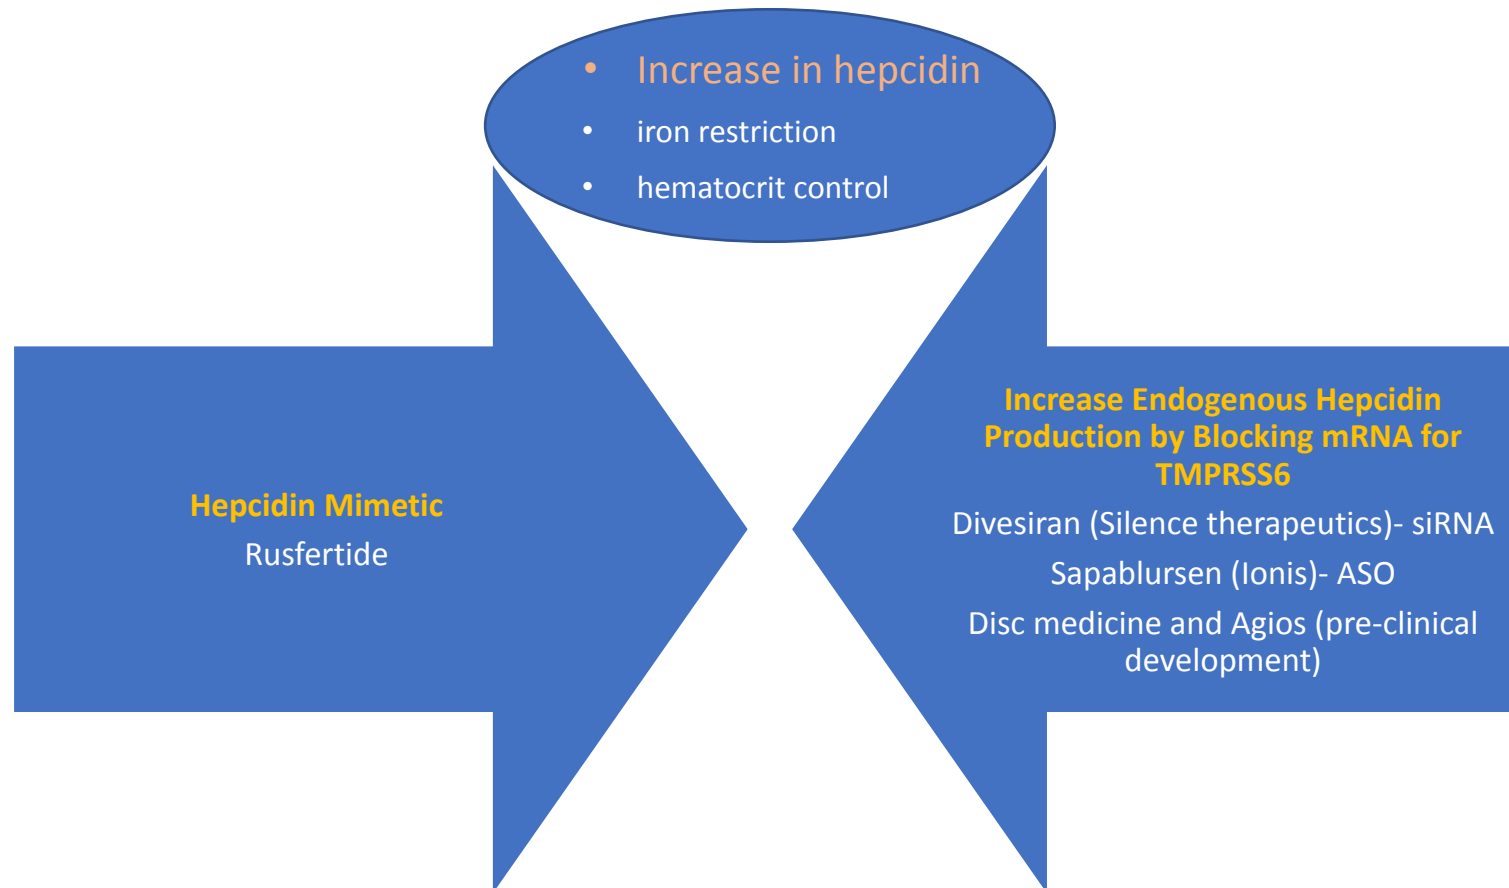 • Increase in hepcidin
• iron restriction
• hematocrit control
Hepcidin Mimetic
Rusfertide
Increase Endogenous Hepcidin
Production by Blocking mRNA for
TMPRSS6
Divesiran (Silence therapeutics)- siRNA
Sapablursen (Ionis)- ASO
Disc medicine and Agios (pre-clinical
development)